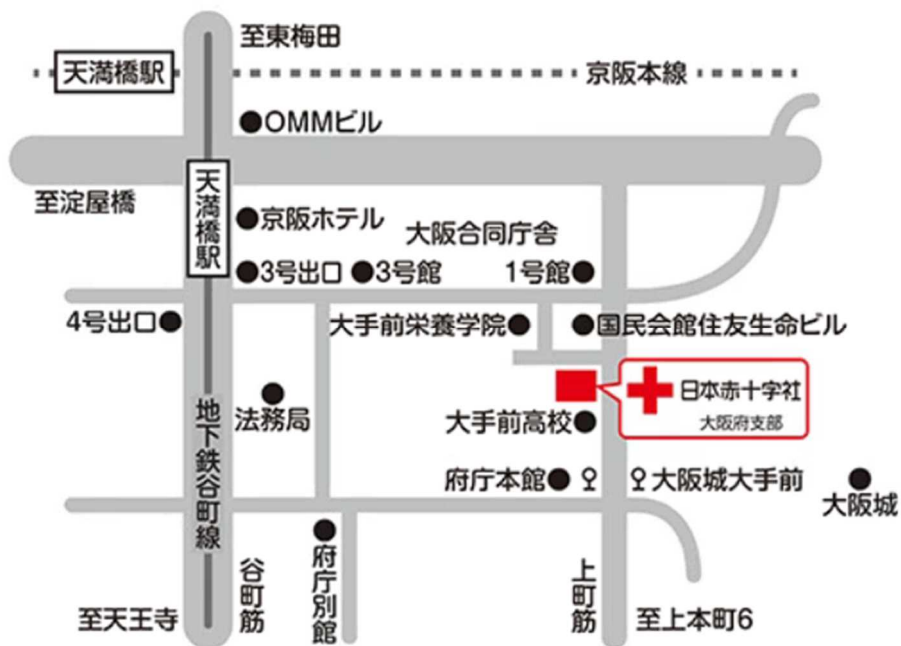 至東梅田
天満橋駅
京阪本線
OMMビル
至淀屋橋
天満橋駅
京阪ホテル
大阪合同庁舎
3号出口
3号館
1号館
4号出口
大手前栄養学院
国民会館住友生命ビル
日本赤十字社
大阪府支部
法務局
大手前高校
地下鉄谷町線
府庁本館
大阪城大手前
大阪城
府庁別館
谷町筋
上町筋
至天王寺
至上本町6